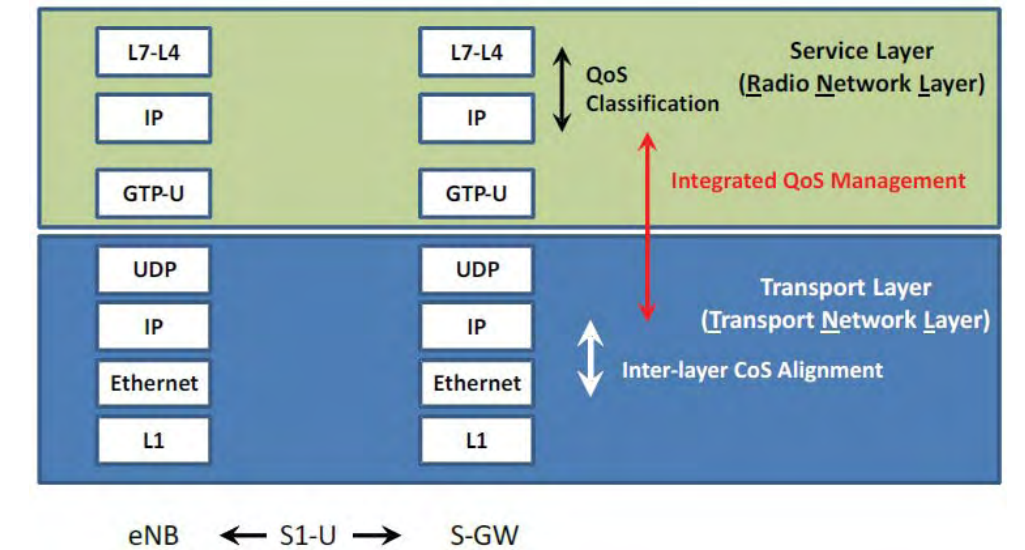 L7-L4
L7-L4
QoS
Classification
Service Layer
(Radio Network Layer)
IP
IP
GTP-U
GTP-U
Integrated QoS Management
UDP
UDP
Transport Layer
(Transport Network Layer)
IP
IP
Ethernet
Ethernet
Inter-layer CoS Alignment
L1
L1
eNB
S1-U
S-GW